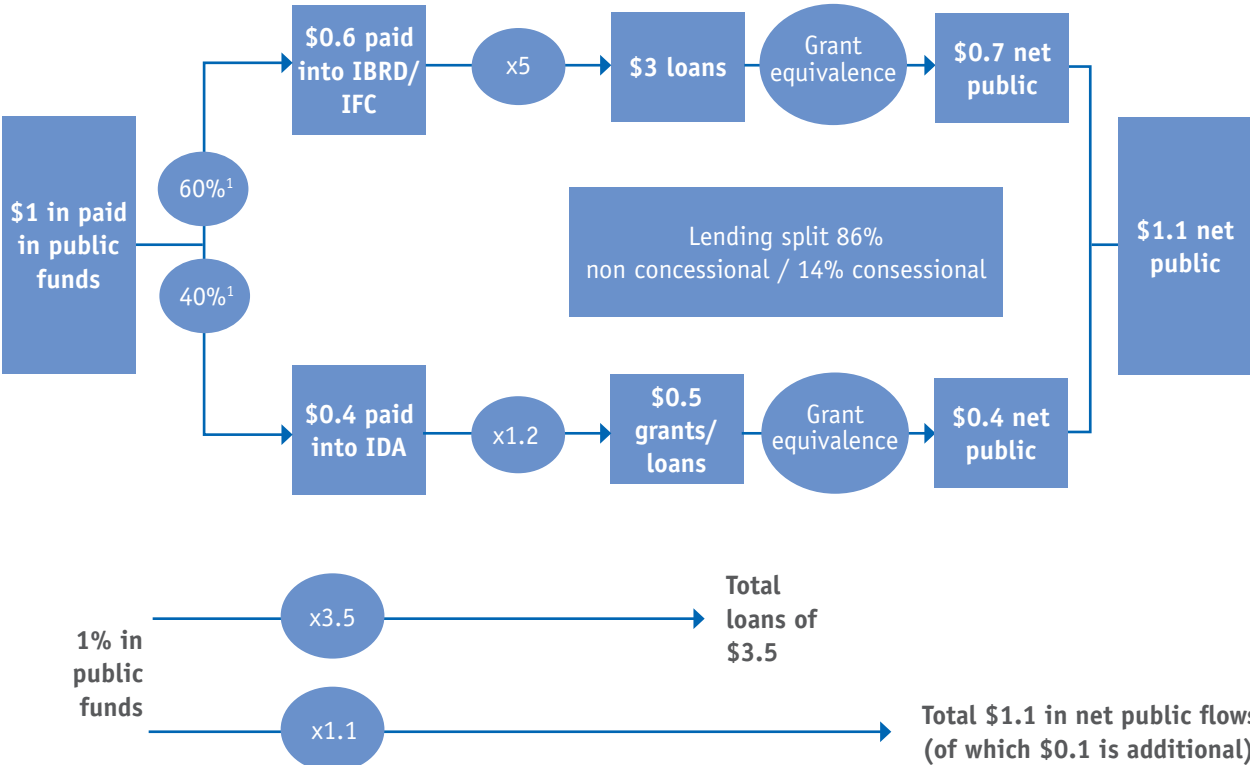 $1 in paid
in public
funds
60%¹
40%¹
$0.6 paid
into IBRD/
IFC
x5
$3 loans
Grant
equivalence
$0.7 net
public
Lending split 86%
non concessional / 14% consessional
$1.1 net
public
$0.4 paid
into IDA
x1.2
$0.5
grants/
loans
Grant
equivalence
$0.4 net
public
1% in
public
funds
x3.5
Total
loans of
$3.5
x1.1
Total $1.1 in net public flows
(of which $0.1 is additional)